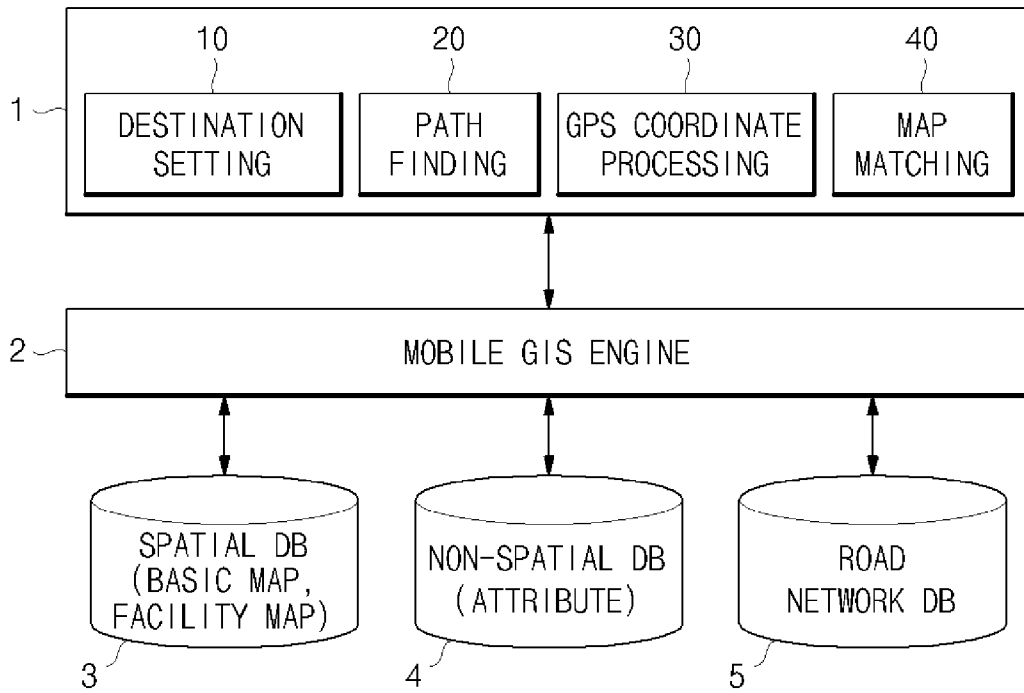 10
20
30
40
1
DESTINATION
SETTING
PATH
FINDING
GPS COORDINATE
PROCESSING
MAP
MATCHING
2
MOBILE GIS ENGINE
SPATIAL DB
(BASIC MAP,
FACILITY MAP)
NON-SPATIAL DB
(ATTRIBUTE)
ROAD
NETWORK DB
3
4
5